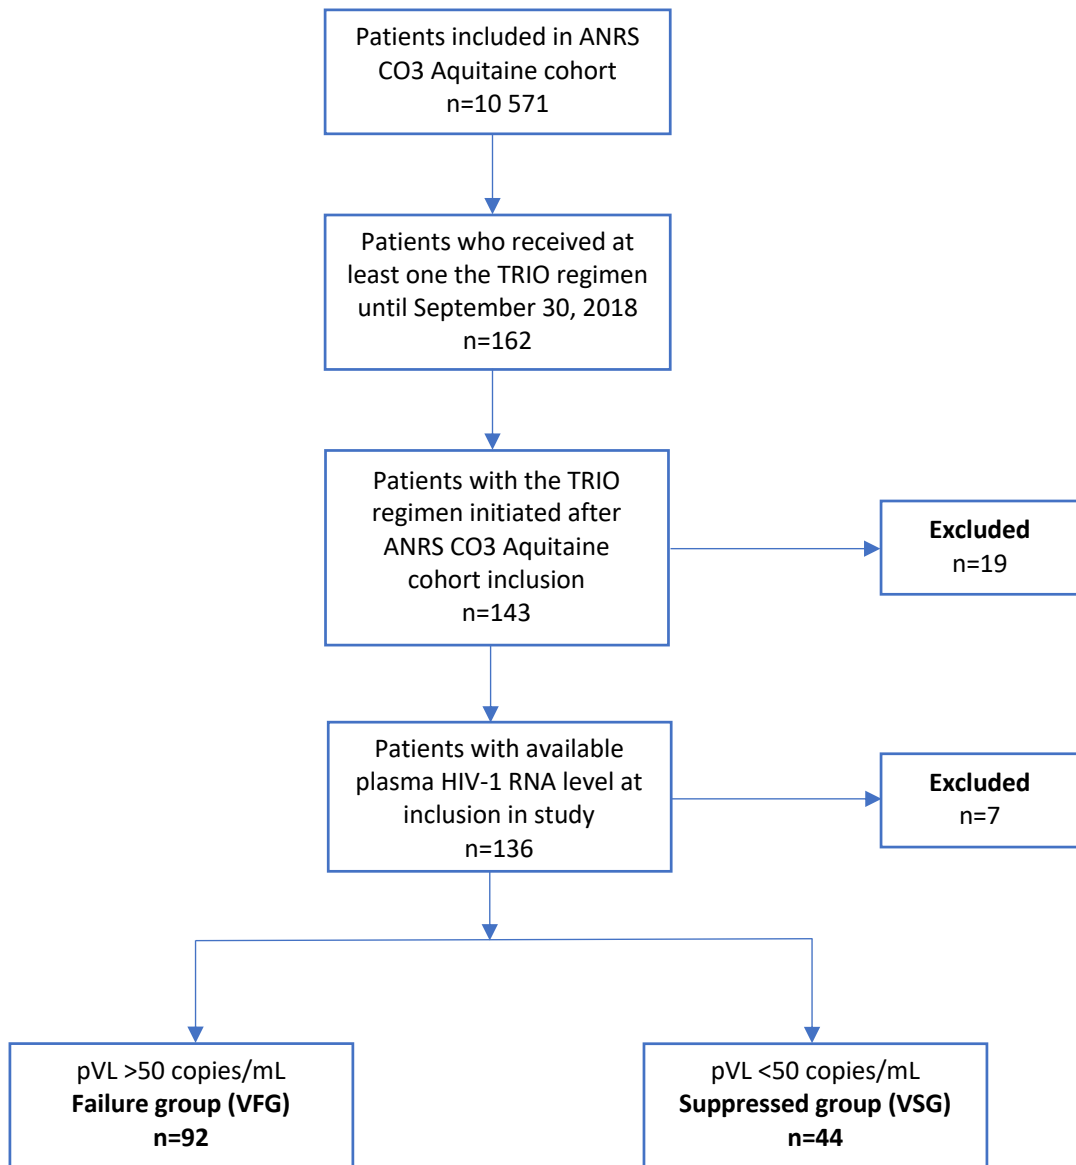 Patients included in ANRS
CO3 Aquitaine cohort
n=10 571
Patients who received at
least one the TRIO regimen
until September 30, 2018
n=162
Patients with the TRIO
regimen initiated after
ANRS CO3 Aquitaine
cohort inclusion
n=143
Excluded
n=19
Patients with available
plasma HIV-1 RNA level at
inclusion in study
n=136
Excluded
n=7
pVL >50 copies/mL
Failure group (VFG)
n=92
pVL <50 copies/mL
Suppressed group (VSG)
n=44